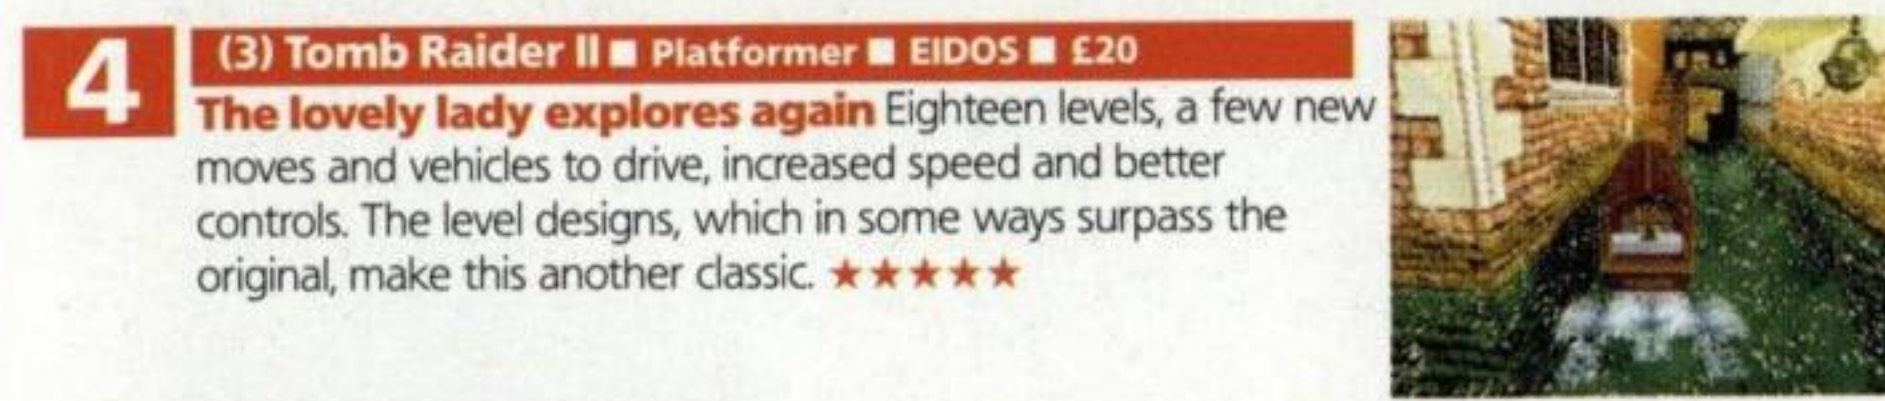 4
(3) Tomb Raider II ■ Platformer ■ EIDOS ■ £20
The lovely lady explores again Eighteen levels, a few new
moves and vehicles to drive, increased speed and better
controls. The level designs, which in some ways surpass the
original, make this another classic. ★★★★★